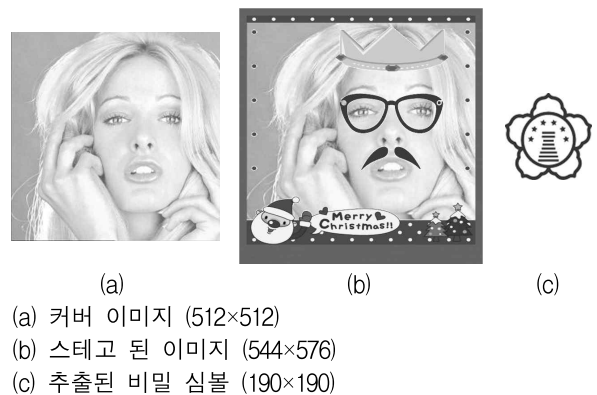 Merry
Christmas!!
(a) (b) (c)
(a) 커버 이미지 (512×512)
(b) 스테고 된 이미지 (544×576)
(c) 추출된 비밀 심볼 (190×190)